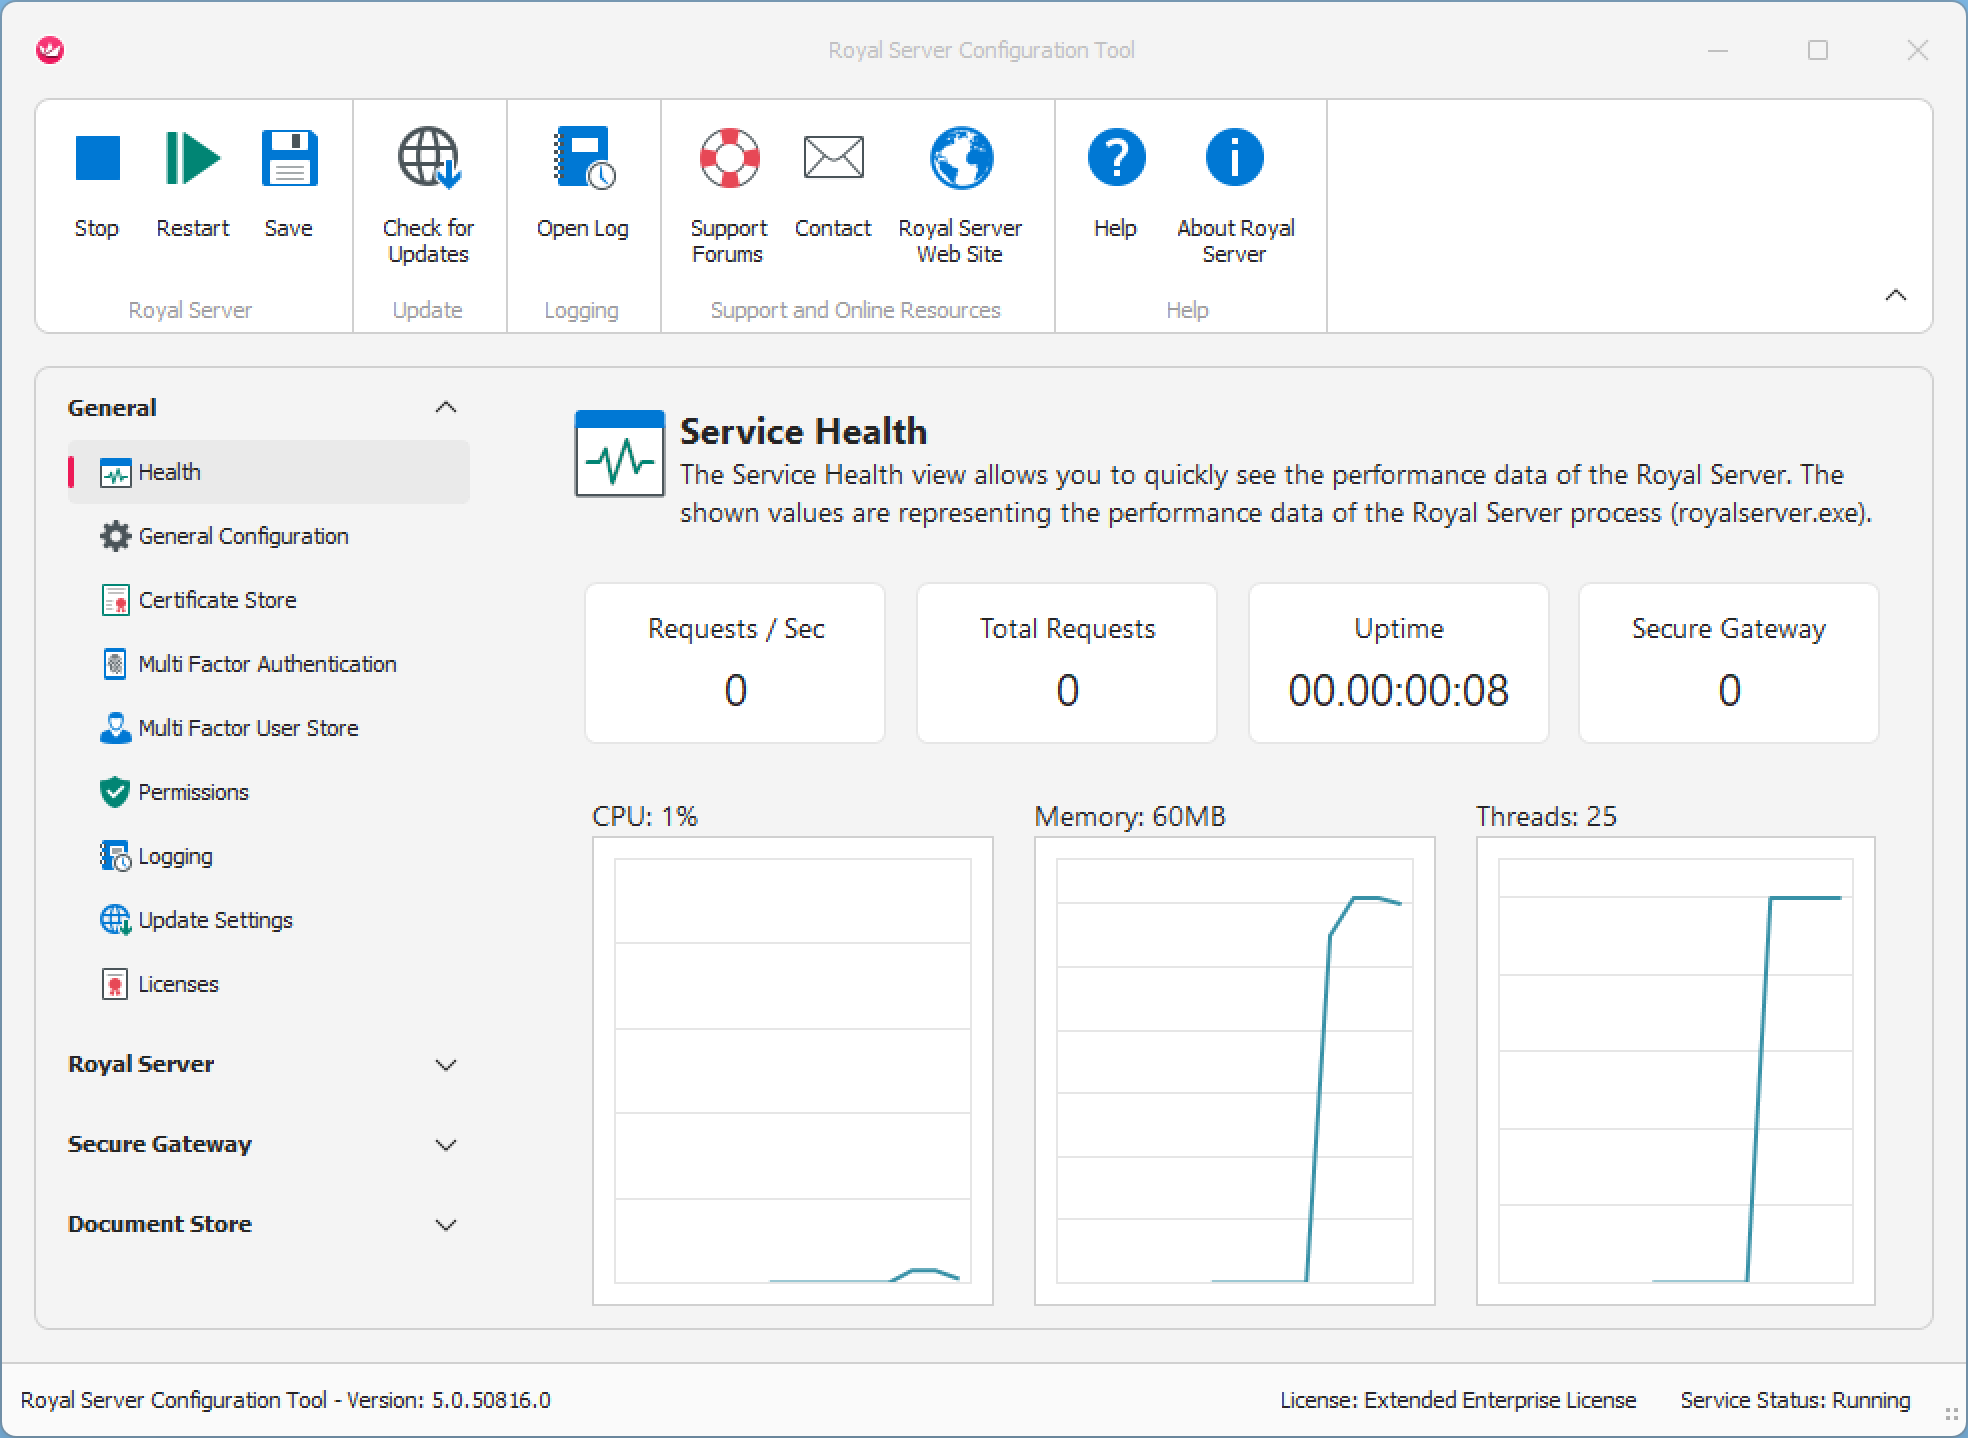 Royal Server Configuration Tool
Stop
Restart
Save
Royal Server
Check for
Updates
Update
Open Log
Logging
Support
Forums
Contact
Royal Server
Web Site
Support and Online Resources
Help
About Royal
Server
Help
General
Health
General Configuration
Certificate Store
Multi Factor Authentication
Multi Factor User Store
Permissions
Logging
Update Settings
Licenses
Royal Server
Secure Gateway
Document Store
Service Health
The Service Health view allows you to quickly see the performance data of the Royal Server. The
shown values are representing the performance data of the Royal Server process (royalserver.exe).
Requests / Sec
0
Total Requests
0
Uptime
00.00:00:08
Secure Gateway
0
CPU: 1%
Memory: 60MB
Threads: 25
Royal Server Configuration Tool - Version: 5.0.50816.0
License: Extended Enterprise License
Service Status: Running